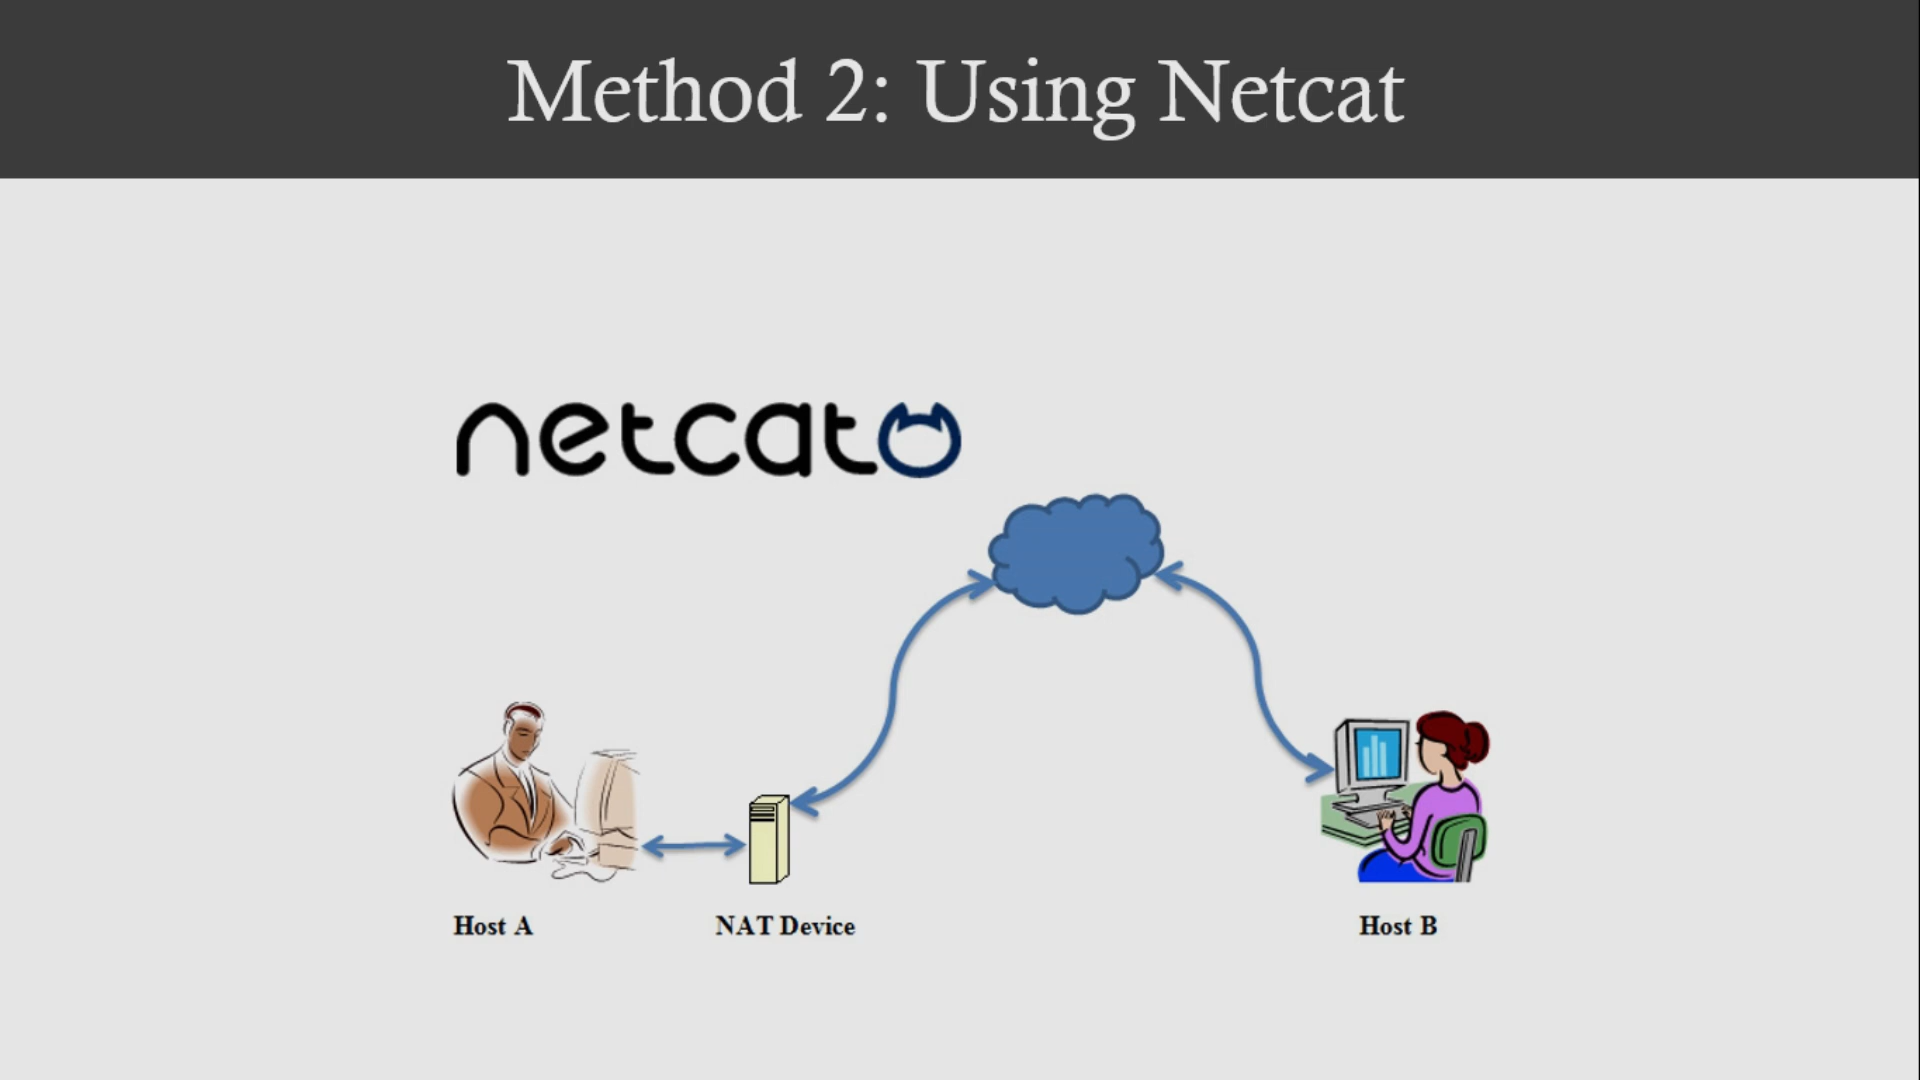 Method 2: Using Netcat
netcat
Host A
NAT Device
Host B